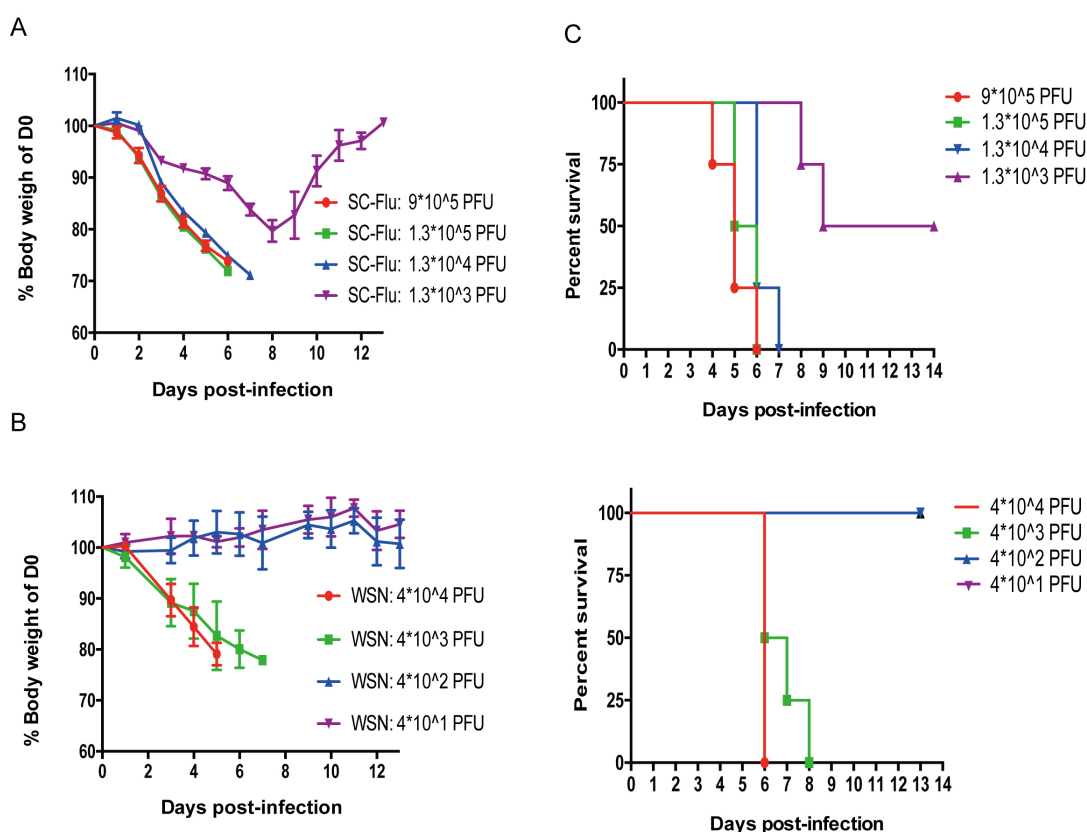 A
% Body weigh of D0
110
100
90
80
70
60
0 2 4 6 8 10 12
Days post-infection
SC-Flu: 9*10^5 PFU
SC-Flu: 1.3*10^5 PFU
SC-Flu: 1.3*10^4 PFU
SC-Flu: 1.3*10^3 PFU
B
% Body weight of D0
110
100
90
80
70
60
0 2 4 6 8 10 12
Days post-infection
WSN: 4*10^4 PFU
WSN: 4*10^3 PFU
WSN: 4*10^2 PFU
WSN: 4*10^1 PFU
C
Percent survival
100
75
50
25
0
0 1 2 3 4 5 6 7 8 9 10 11 12 13 14
Days post-infection
9*10^5 PFU
1.3*10^5 PFU
1.3*10^4 PFU
1.3*10^3 PFU
Percent survival
100
75
50
25
0
0 1 2 3 4 5 6 7 8 9 10 11 12 13 14
Days post-infection
4*10^4 PFU
4*10^3 PFU
4*10^2 PFU
4*10^1 PFU